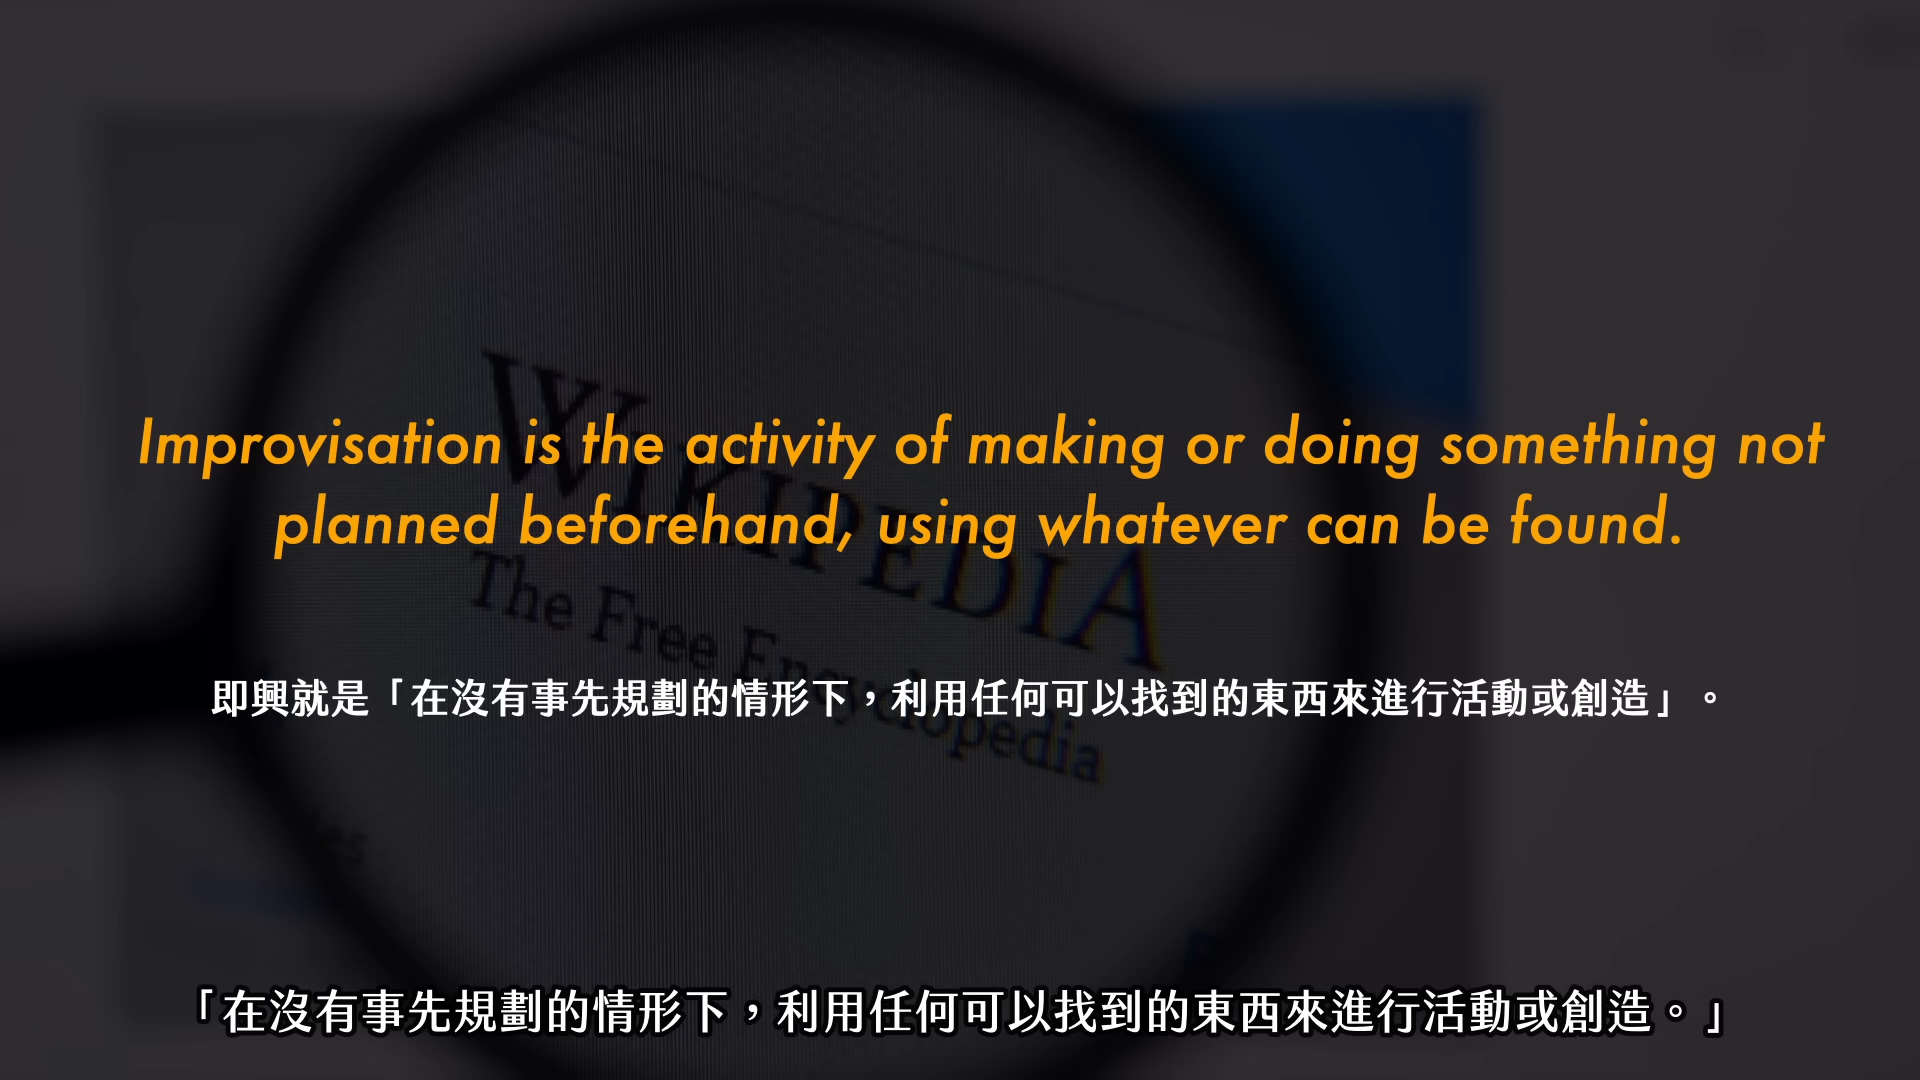 Improvisation is the activity of making or doing something not
planned beforehand, using whatever can be found.
WIKIPEDIA
The Free Encyclopedia
即興就是「在沒有事先規劃的情形下，利用任何可以找到的東西來進行活動或創造」。
「在沒有事先規劃的情形下，利用任何可以找到的東西來進行活動或創造。」